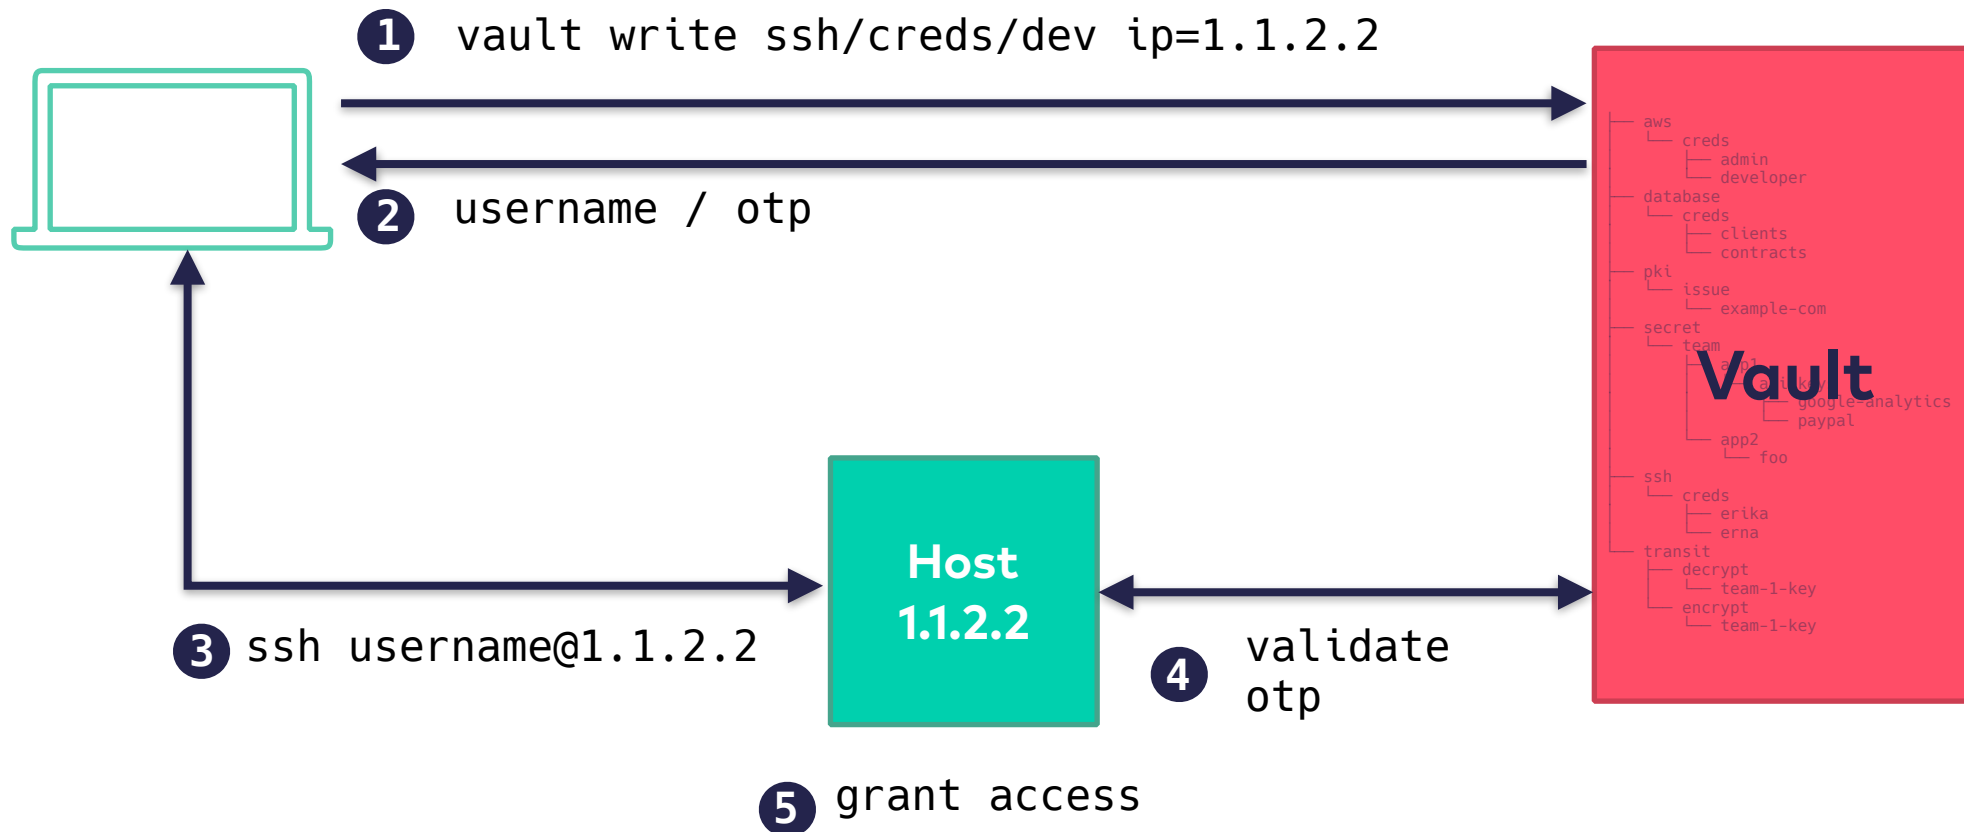 1 vault write ssh/creds/dev ip=1.1.2.2
2 username / otp
3 ssh username@1.1.2.2
Host
1.1.2.2
4 validate
otp
5 grant access
Vault
├── aws
│   └── creds
│       ├── admin
│       └── developer
├── database
│   └── creds
│       ├── clients
│       └── contracts
├── pki
│   └── issue
│       └── example-com
├── secret
│   └── team
│       ├── app1
│       │   └── api-key
│       │       ├── google-analytics
│       │       └── paypal
│       └── app2
│           └── foo
├── ssh
│   └── creds
│       ├── erika
│       └── erna
└── transit
    ├── decrypt
    │   └── team-1-key
    └── encrypt
        └── team-1-key